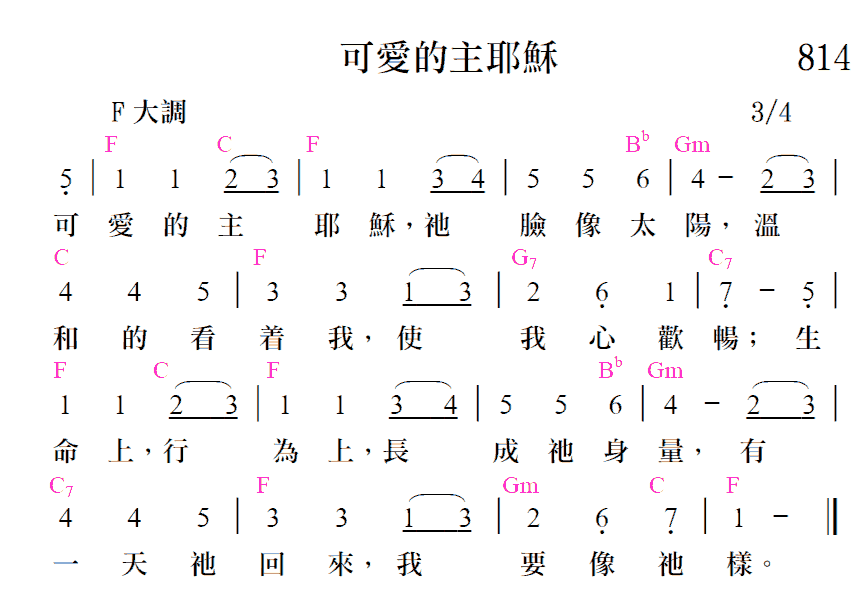 可愛的主耶穌 814
F 大調 3/4
F C F B♭ Gm
5̣ | 1 1 2 3 | 1 1 3 4 | 5 5 6 | 4 – 2 3 |
可愛的主 耶穌，祂 臉像太陽，溫
C F G7 C7
4 4 5 | 3 3 1 3 | 2 6̣ 1 | 7̣ – 5̣ |
和的看着我，使 我心歡暢；生
F C F B♭ Gm
1 1 2 3 | 1 1 3 4 | 5 5 6 | 4 – 2 3 |
命上，行 為上，長 成祂身量，有
C7 F Gm C F
4 4 5 | 3 3 1 3 | 2 6̣ 7̣ | 1 – ‖
一天祂回來，我 要像祂樣。